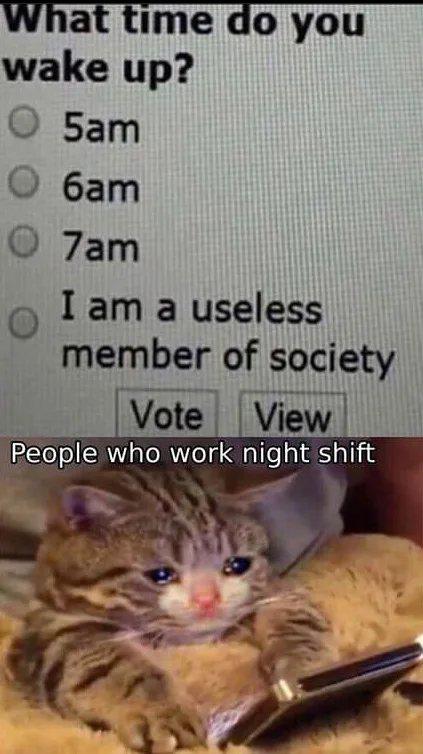 What time do you
wake up?
5am
6am
7am
I am a useless
member of society
Vote View
People who work night shift